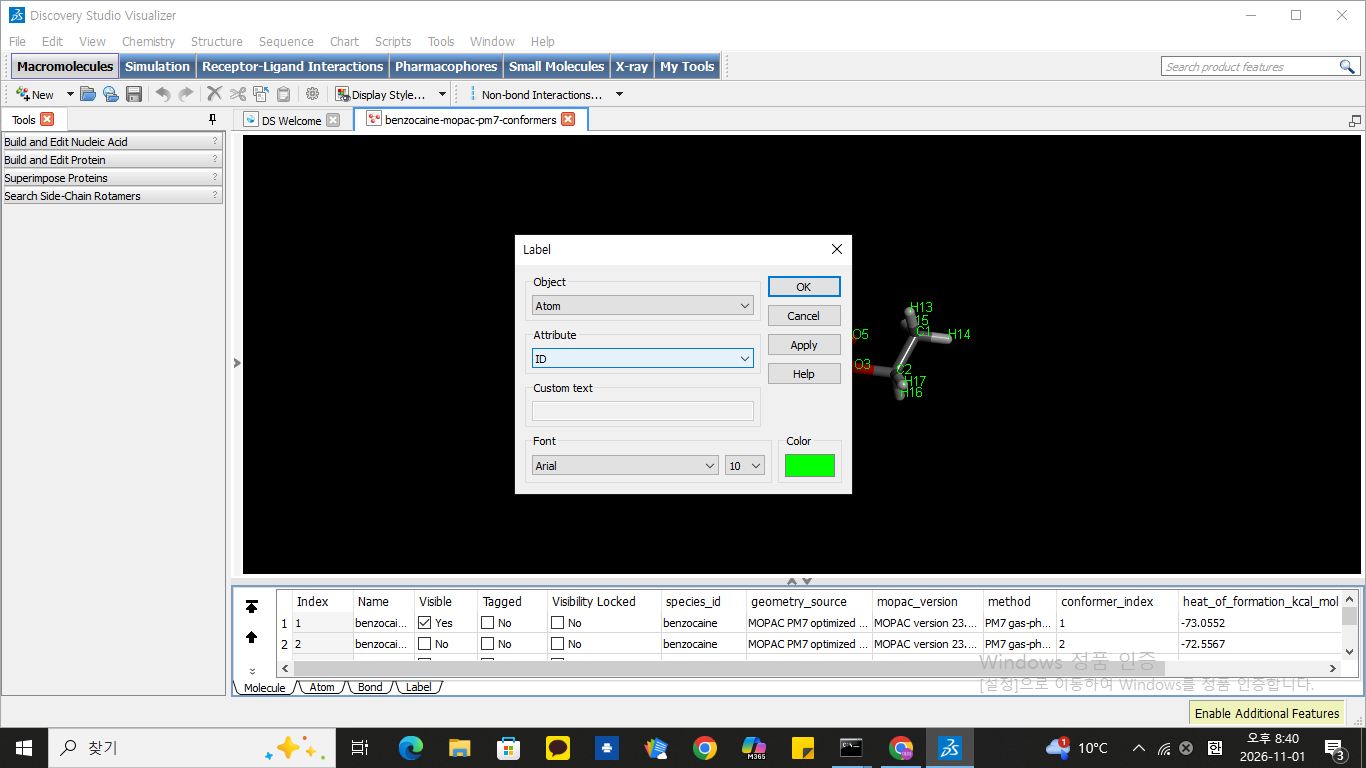 Discovery Studio Visualizer
File Edit View Chemistry Structure Sequence Chart Scripts Tools Window Help
Macromolecules Simulation Receptor-Ligand Interactions Pharmacophores Small Molecules X-ray My Tools Search product features
New Display Style... Non-bond Interactions...
Tools DS Welcome benzocaine-mopac-pm7-conformers
Build and Edit Nucleic Acid ?
Build and Edit Protein ?
Superimpose Proteins ?
Search Side-Chain Rotamers ?
Label
Object
Atom
OK
Cancel
Attribute
ID
Apply
Help
Custom text
Font
Arial
10
Color
H13
15
C1
H14
O5
O3
C2
H17
H16
Index Name Visible Tagged Visibility Locked species_id geometry_source mopac_version method conformer_index heat_of_formation_kcal_mol
1 1 benzocai... Yes No No benzocaine MOPAC PM7 optimized ... MOPAC version 23.... PM7 gas-ph... 1 -73.0552
2 2 benzocai... No No No benzocaine MOPAC PM7 optimized ... MOPAC version 23.... PM7 gas-ph... 2 -72.5567
Windows 정품 인증
[설정]으로 이동하여 Windows를 정품 인증합니다.
Molecule Atom Bond Label
Enable Additional Features
찾기
M365
1
10°C
한
오후 8:40
2026-11-01
3